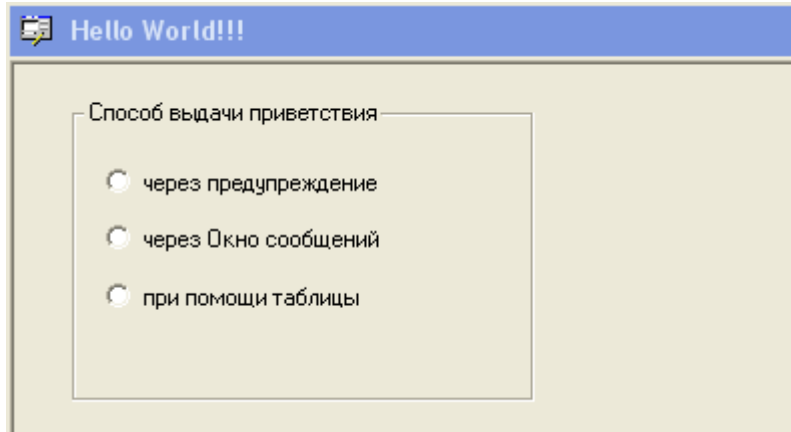 Hello World!!!
Способ выдачи приветствия
через предупреждение
через Окно сообщений
при помощи таблицы